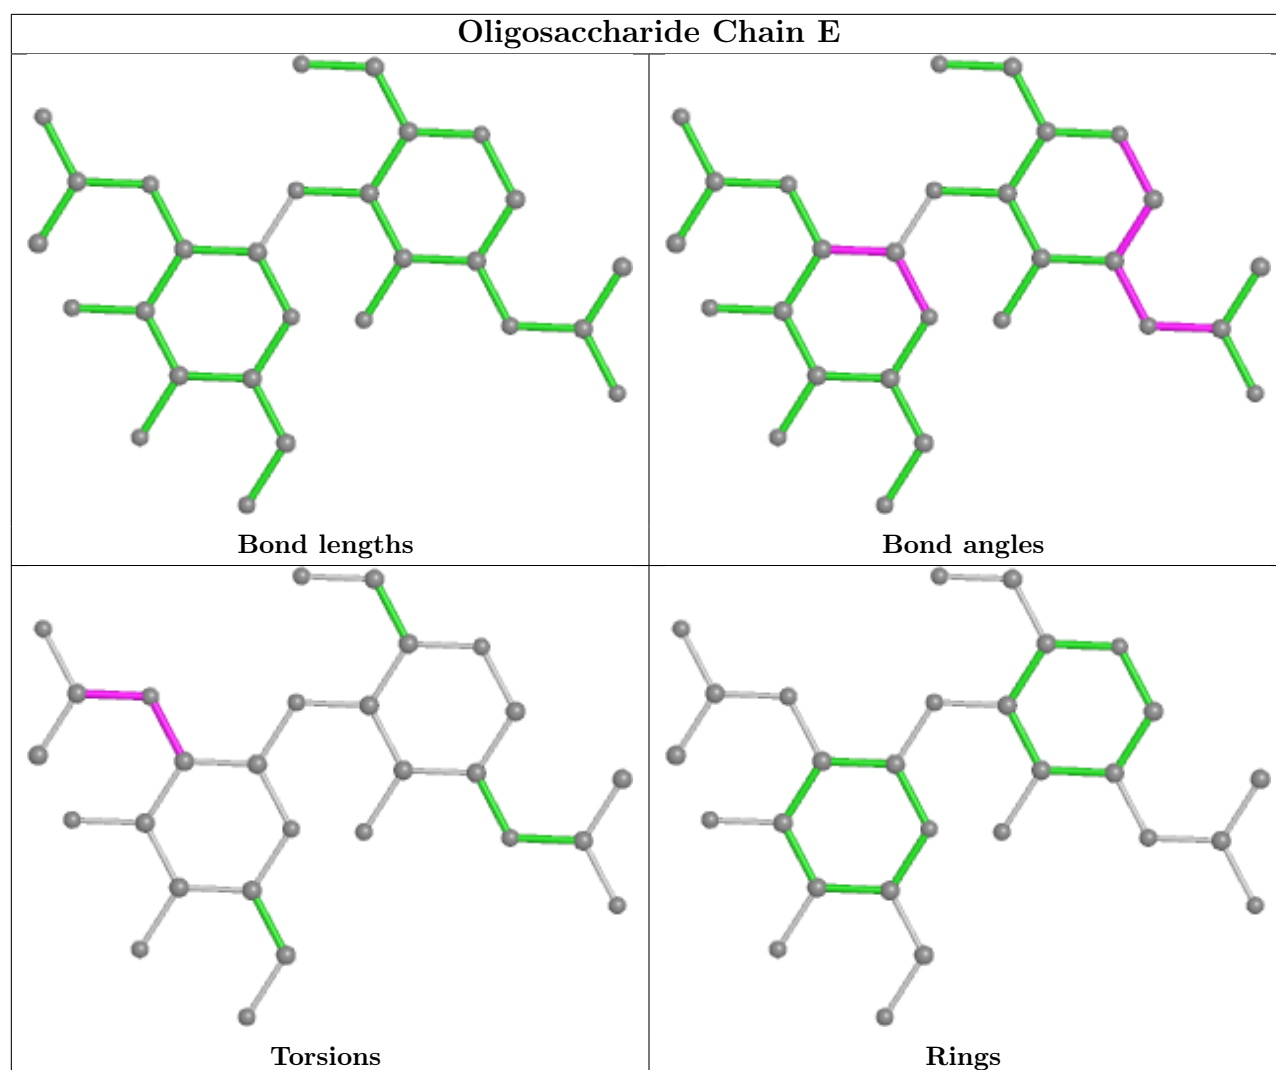 Oligosaccharide Chain E
Bond lengths
Bond angles
Torsions
Rings